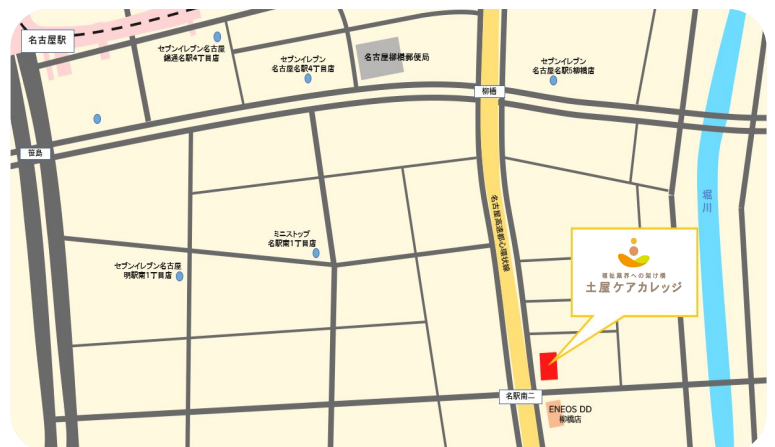 名古屋駅
セブンイレブン名古屋
錦通名駅4丁目店
セブンイレブン
名古屋名駅4丁目店
名古屋柳橋郵便局
セブンイレブン
名古屋名駅5柳橋店
柳橋
笹島
堀川
名古屋高速都心環状線
ミニストップ
名駅南1丁目店
セブンイレブン名古屋
明駅南1丁目店
福祉業界への架け橋
土屋ケアカレッジ
名駅南二
ENEOS DD
柳橋店